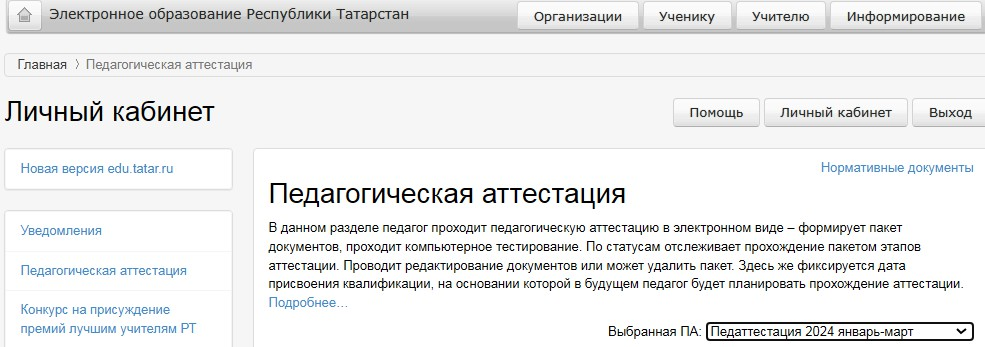 Электронное образование Республики Татарстан
Организации
Ученику
Учителю
Информирование
Главная 〉 Педагогическая аттестация
Личный кабинет
Помощь
Личный кабинет
Выход
Новая версия edu.tatar.ru
Уведомления
Педагогическая аттестация
Конкурс на присуждение
премий лучшим учителям РТ
Нормативные документы
Педагогическая аттестация
В данном разделе педагог проходит педагогическую аттестацию в электронном виде – формирует пакет
документов, проходит компьютерное тестирование. По статусам отслеживает прохождение пакетом этапов
аттестации. Проводит редактирование документов или может удалить пакет. Здесь же фиксируется дата
присвоения квалификации, на основании которой в будущем педагог будет планировать прохождение аттестации.
Подробнее…
Выбранная ПА: Педаттестация 2024 январь-март